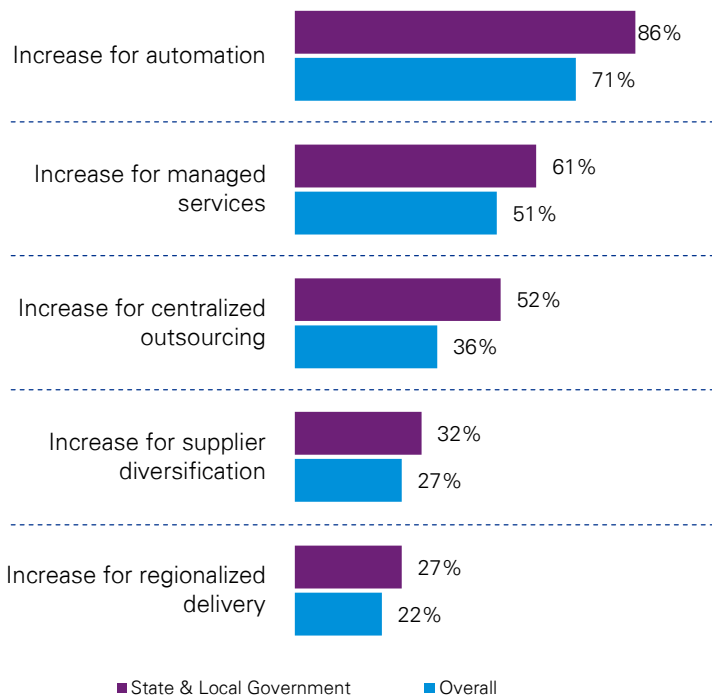 86%
Increase for automation
71%
Increase for managed
services
61%
51%
Increase for centralized
outsourcing
52%
36%
Increase for supplier
diversification
32%
27%
Increase for regionalized
delivery
27%
22%
State & Local Government
Overall